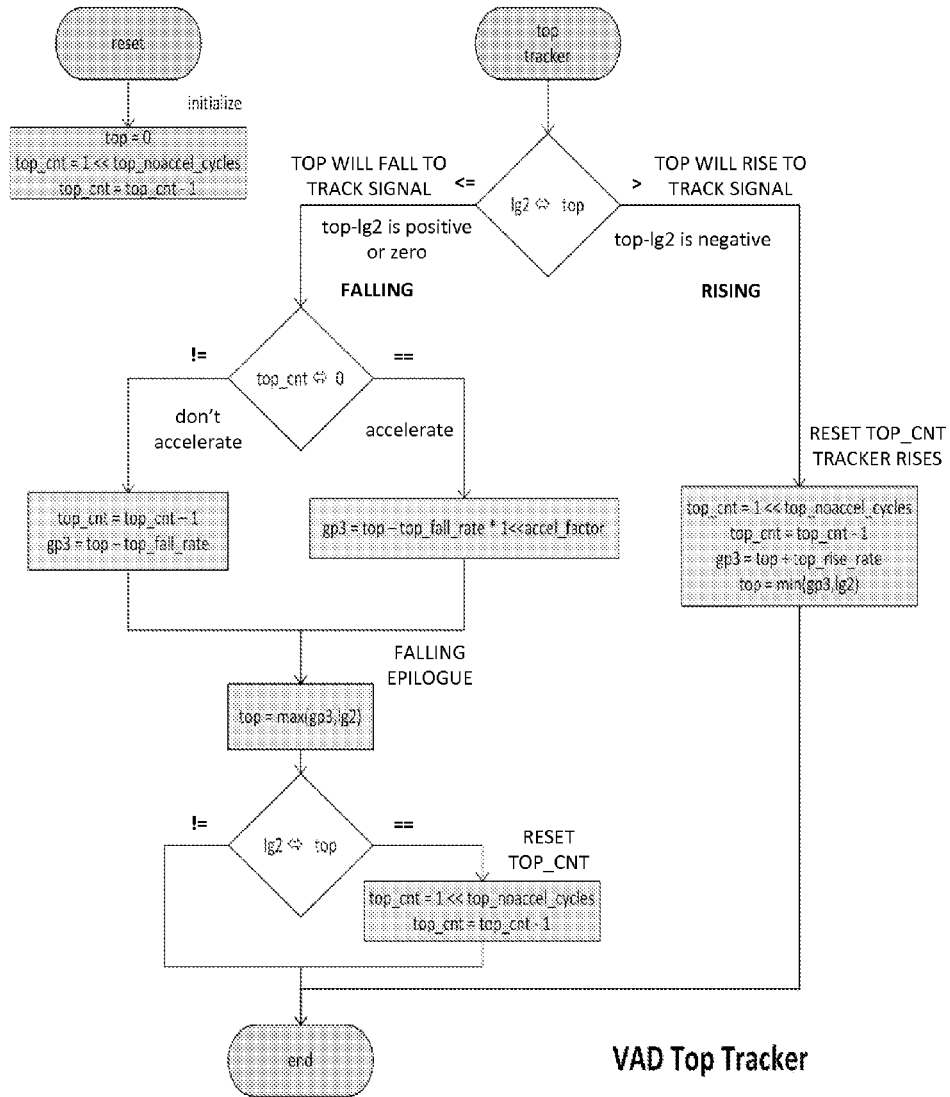 reset
initialize
top = 0
top_cnt = 1 << top_noaccel_cycles
top_cnt = top_cnt - 1
top
tracker
TOP WILL FALL TO
TRACK SIGNAL
<=
>
TOP WILL RISE TO
TRACK SIGNAL
lg2 ⇔ top
top-lg2 is positive
or zero
top-lg2 is negative
FALLING
RISING
!=
==
top_cnt ⇔ 0
don't
accelerate
accelerate
RESET TOP_CNT
TRACKER RISES
top_cnt = top_cnt – 1
gp3 = top – top_fall_rate
gp3 = top – top_fall_rate * 1<<accel_factor
top_cnt = 1 << top_noaccel_cycles
top_cnt = top_cnt - 1
gp3 = top + top_rise_rate
top = min(gp3,lg2)
FALLING
EPILOGUE
top = max(gp3,lg2)
!=
==
lg2 ⇔ top
RESET
TOP_CNT
top_cnt = 1 << top_noaccel_cycles
top_cnt = top_cnt - 1
end
VAD Top Tracker